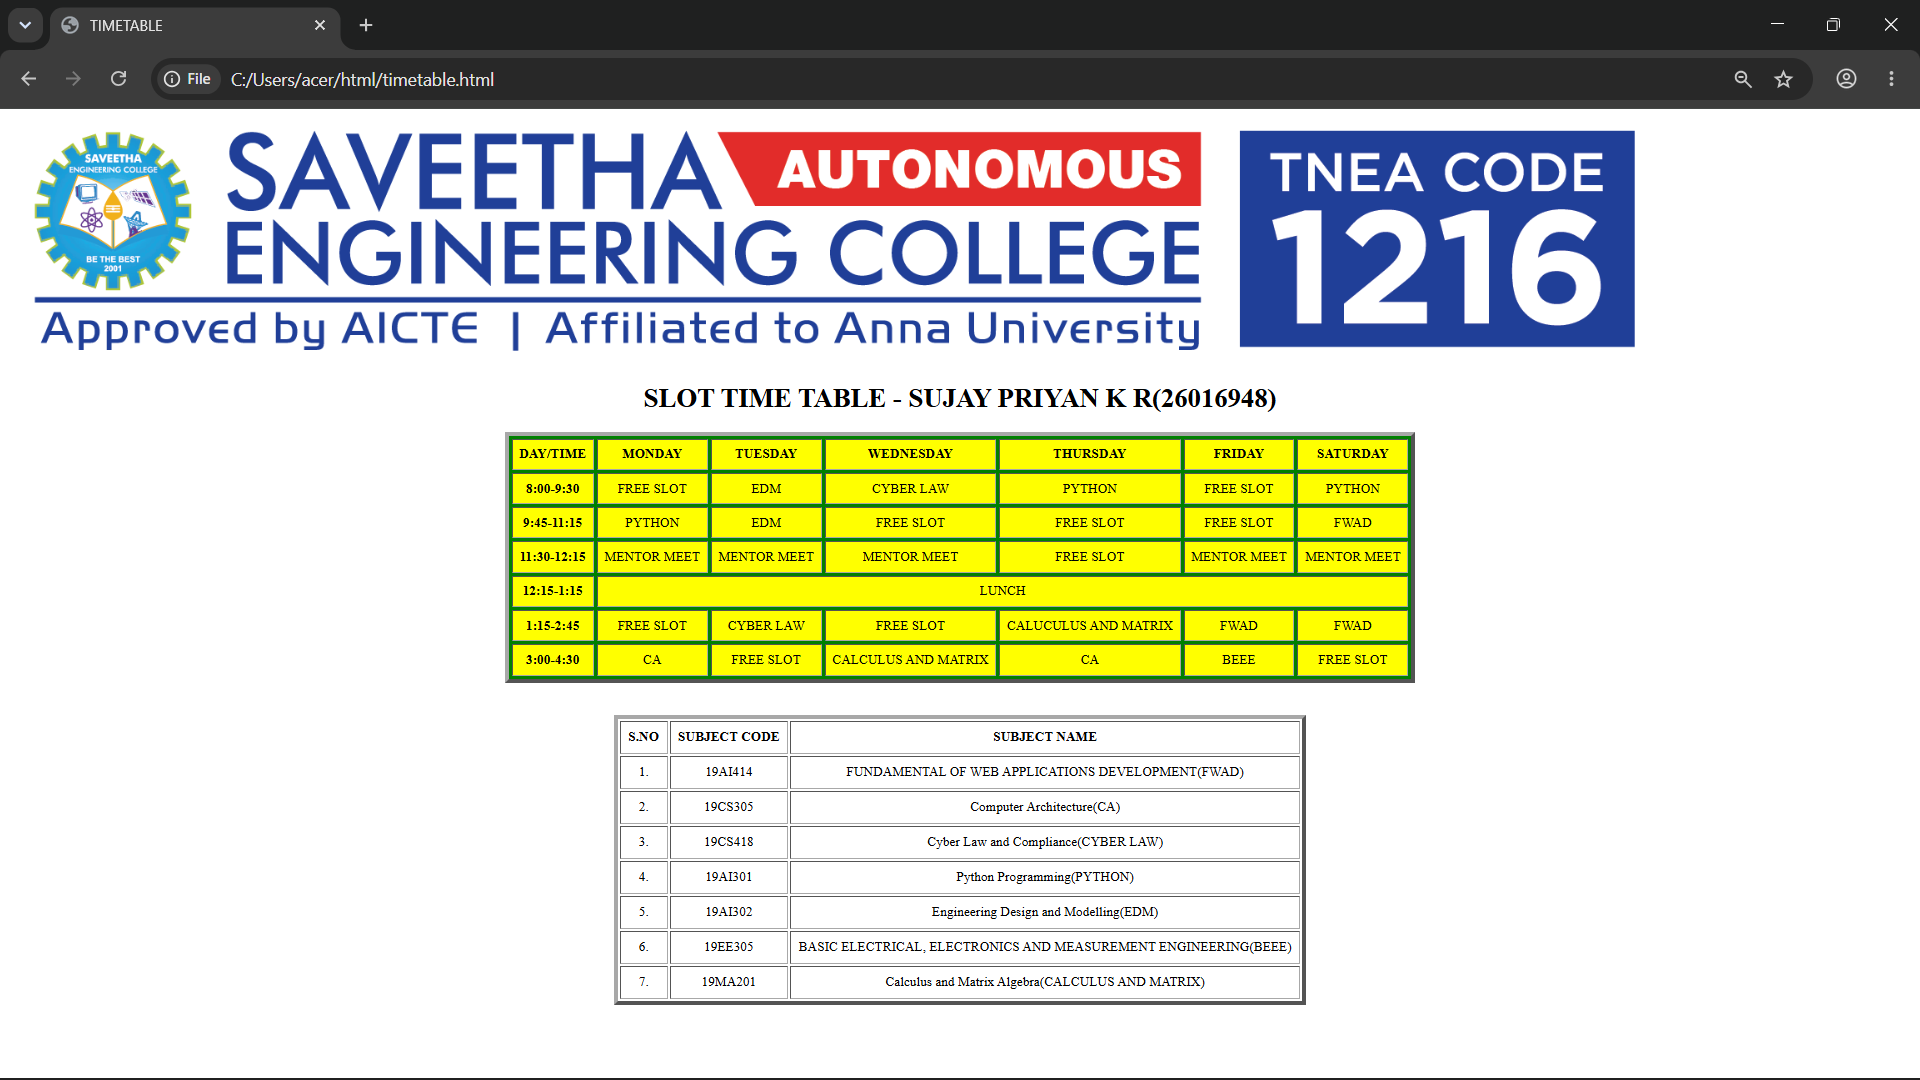 TIMETABLE
File C:/Users/acer/html/timetable.html
SAVEETHA
ENGINEERING COLLEGE
BE THE BEST
2001
SAVEETHA AUTONOMOUS
ENGINEERING COLLEGE
Approved by AICTE | Affiliated to Anna University
TNEA CODE
1216
SLOT TIME TABLE - SUJAY PRIYAN K R(26016948)
DAY/TIME MONDAY TUESDAY WEDNESDAY THURSDAY FRIDAY SATURDAY
8:00-9:30 FREE SLOT EDM CYBER LAW PYTHON FREE SLOT PYTHON
9:45-11:15 PYTHON EDM FREE SLOT FREE SLOT FREE SLOT FWAD
11:30-12:15 MENTOR MEET MENTOR MEET MENTOR MEET FREE SLOT MENTOR MEET MENTOR MEET
12:15-1:15 LUNCH
1:15-2:45 FREE SLOT CYBER LAW FREE SLOT CALUCULUS AND MATRIX FWAD FWAD
3:00-4:30 CA FREE SLOT CALCULUS AND MATRIX CA BEEE FREE SLOT
S.NO SUBJECT CODE SUBJECT NAME
1. 19AI414 FUNDAMENTAL OF WEB APPLICATIONS DEVELOPMENT(FWAD)
2. 19CS305 Computer Architecture(CA)
3. 19CS418 Cyber Law and Compliance(CYBER LAW)
4. 19AI301 Python Programming(PYTHON)
5. 19AI302 Engineering Design and Modelling(EDM)
6. 19EE305 BASIC ELECTRICAL, ELECTRONICS AND MEASUREMENT ENGINEERING(BEEE)
7. 19MA201 Calculus and Matrix Algebra(CALCULUS AND MATRIX)